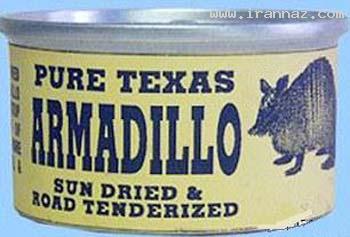 www.irannaz.com
PURE TEXAS
ARMADILLO
SUN DRIED &
ROAD TENDERIZED